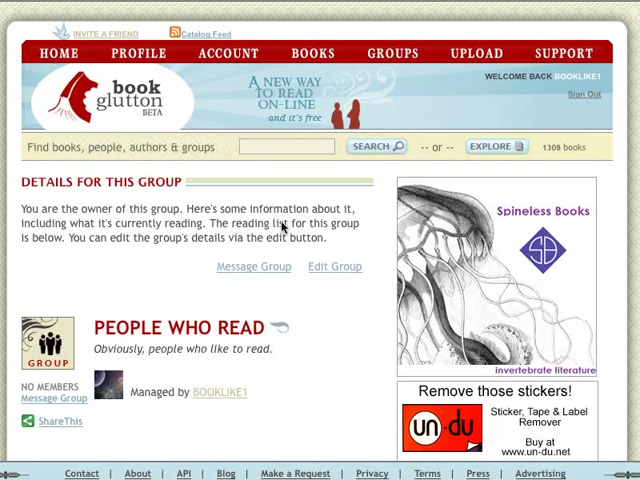 INVITE A FRIEND Catalog Feed
HOME PROFILE ACCOUNT BOOKS GROUPS UPLOAD SUPPORT
book
glutton
BETA
A NEW WAY
TO READ
ON-LINE
and it's free
WELCOME BACK BOOKLIKE1
Sign Out
Find books, people, authors & groups SEARCH -- or -- EXPLORE 1308 books
DETAILS FOR THIS GROUP
You are the owner of this group. Here's some information about it,
including what it's currently reading. The reading list for this group
is below. You can edit the group's details via the edit button.
Message Group Edit Group
GROUP
PEOPLE WHO READ
Obviously, people who like to read.
NO MEMBERS
Message Group
Managed by BOOKLIKE1
ShareThis
Spineless Books
SB
invertebrate literature
Remove those stickers!
un-du
Sticker, Tape & Label
Remover
Buy at
www.un-du.net
Contact | About | API | Blog | Make a Request | Privacy | Terms | Press | Advertising